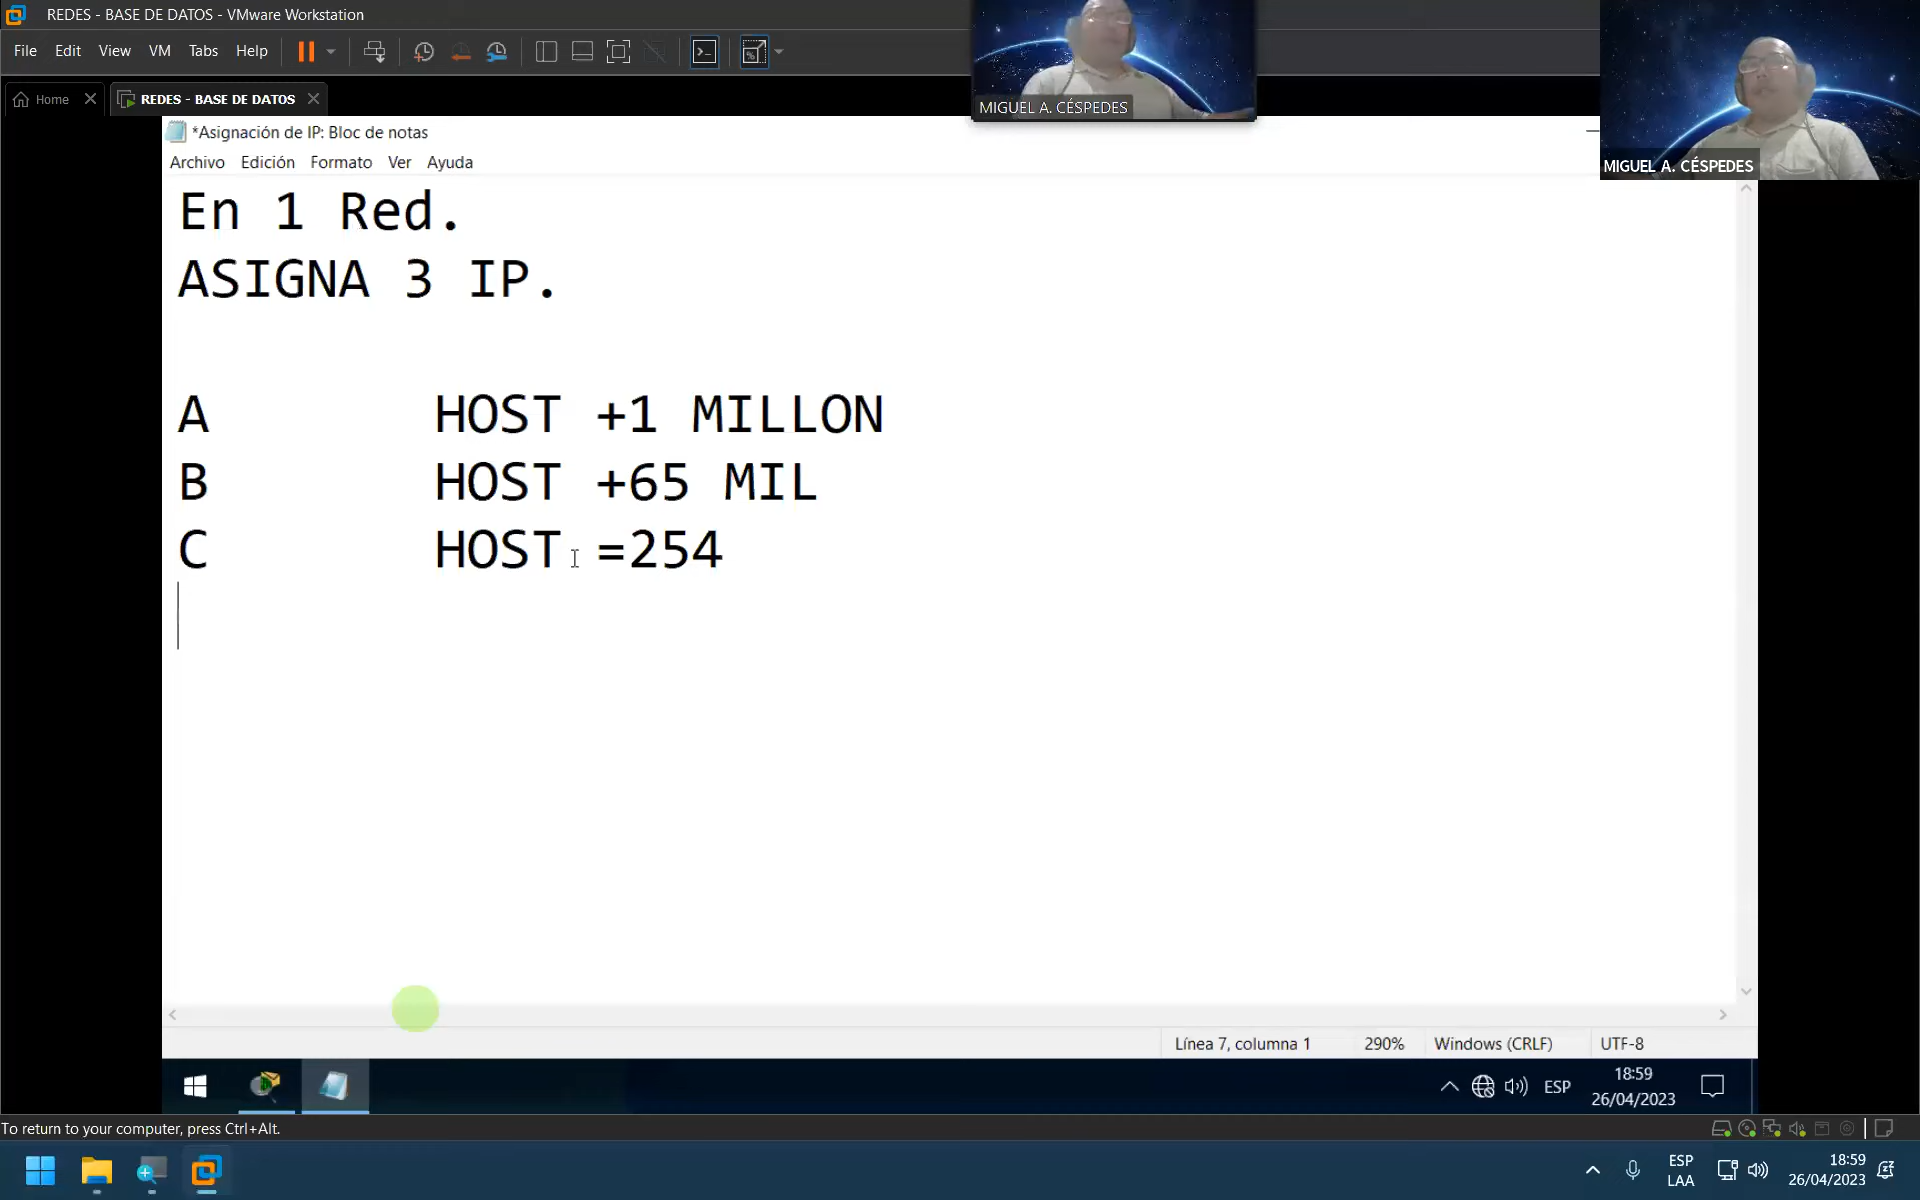 REDES - BASE DE DATOS - VMware Workstation
File Edit View VM Tabs Help
MIGUEL A. CÉSPEDES
MIGUEL A. CÉSPEDES
Home REDES - BASE DE DATOS
*Asignación de IP: Bloc de notas
Archivo Edición Formato Ver Ayuda
En 1 Red.
ASIGNA 3 IP.
A HOST +1 MILLON
B HOST +65 MIL
C HOST =254
Línea 7, columna 1 290% Windows (CRLF) UTF-8
ESP 18:59
26/04/2023
To return to your computer, press Ctrl+Alt.
ESP
LAA
18:59
26/04/2023